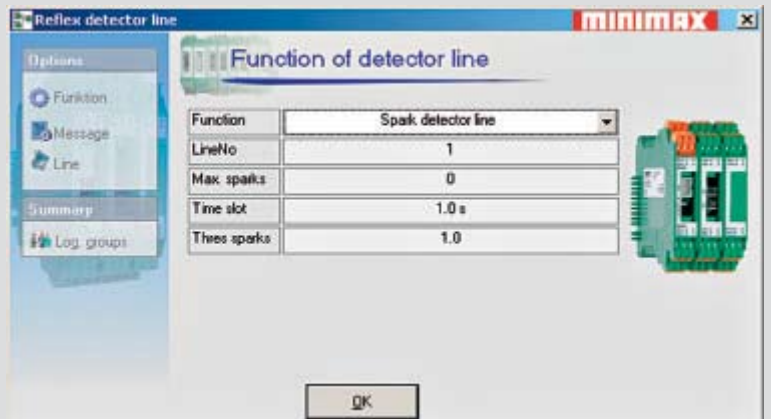 Reflex detector line
MINIMAX
Options
Funktion
Message
Line
Summary
Log. groups
Function of detector line
Function Spark detector line
LineNo 1
Max. sparks 0
Time slot 1.0 s
Thres sparks 1.0
OK